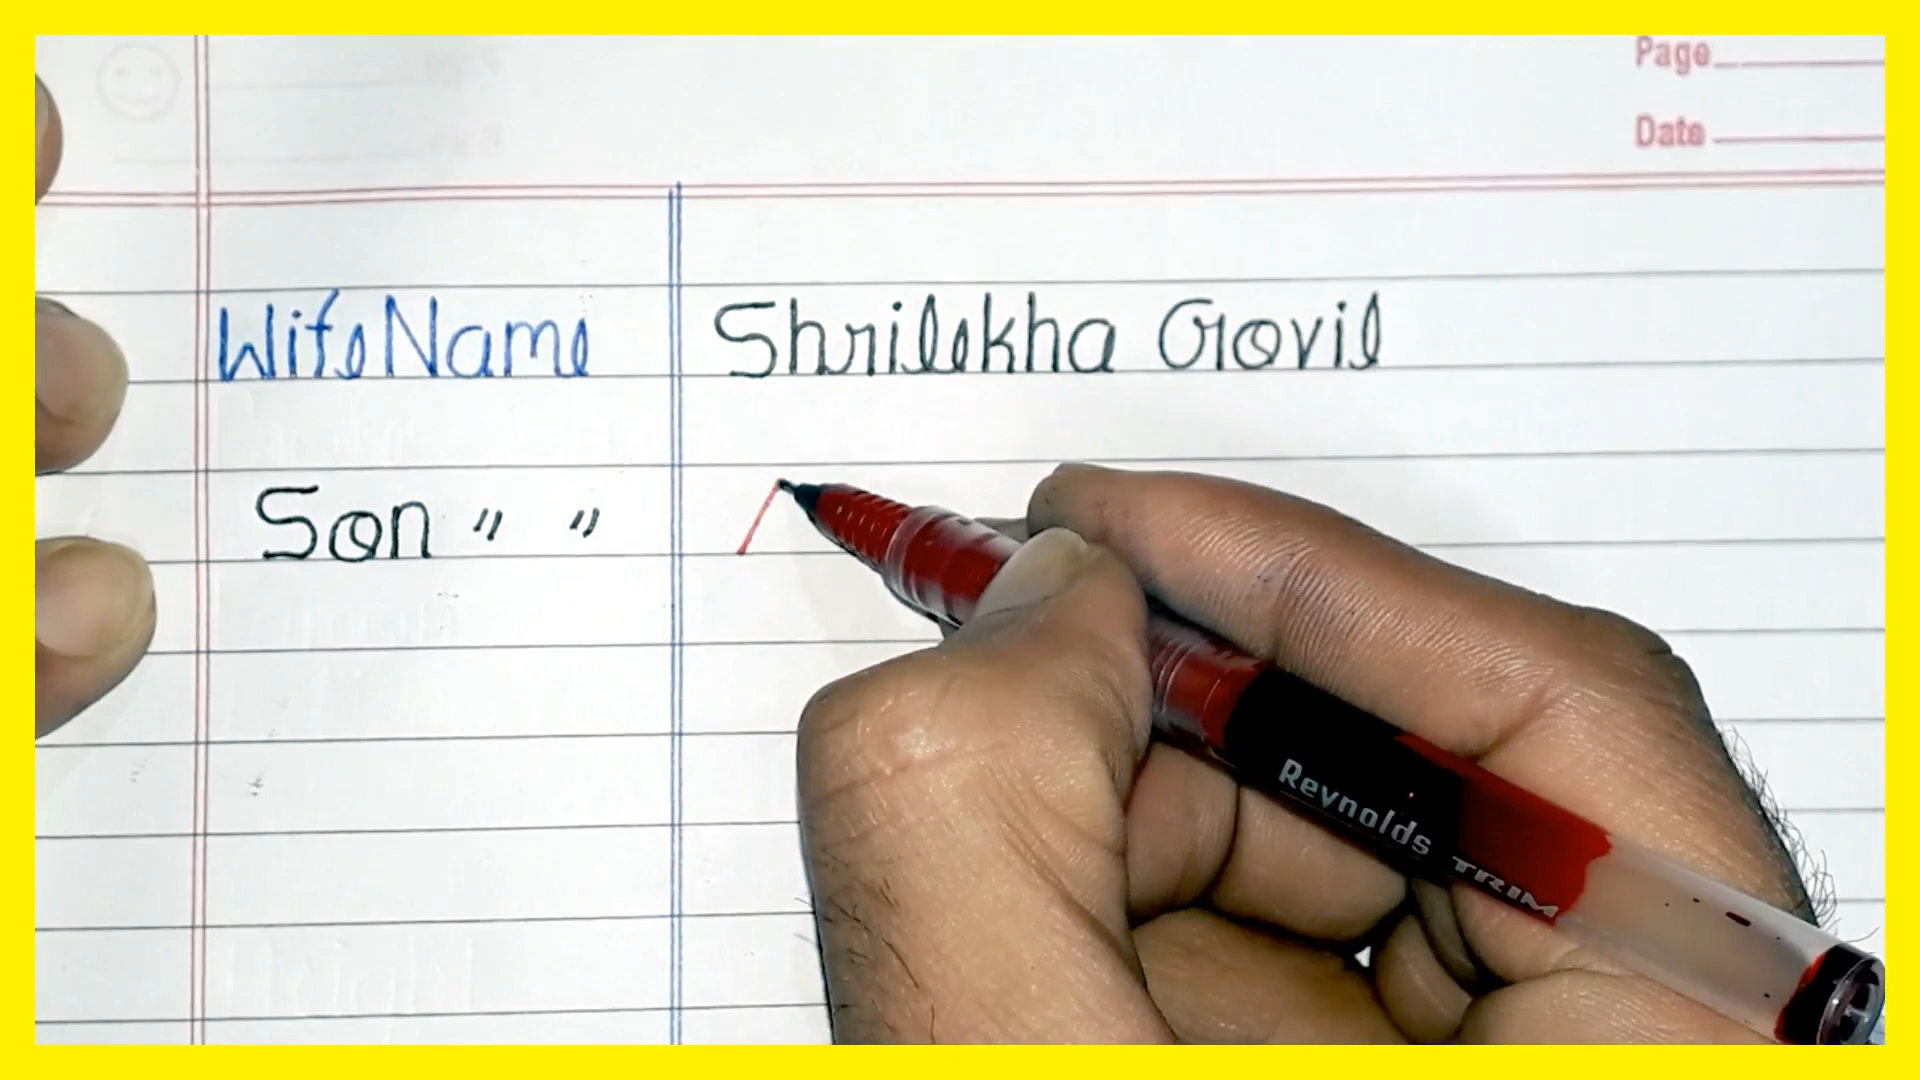 Page
Date
Wife Name Shrilekha Govil
Son " "
Reynolds TRIM